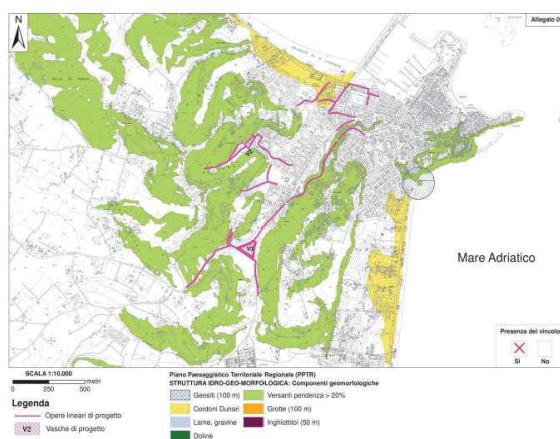 N
Allegato 0
V2
Mare Adriatico
Presenza del vincolo
Si
No
SCALA 1:10.000
metri
0
250
500
Legenda
Opere lineari di progetto
V2
Vasche di progetto
Piano Paesaggistico Territoriale Regionale (PPTR)
STRUTTURA IDRO-GEO-MORFOLOGICA: Componenti geomorfologiche
Geositi (100 m)
Versanti pendenza > 20%
Cordoni Dunari
Grotte (100 m)
Lame, gravine
Inghiottitoi (50 m)
Doline